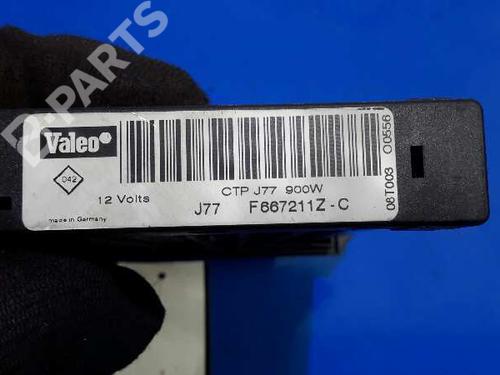 B-PARTS
Valeo
042
12 Volts
CTP J77 900W
made in Germany
J77 F667211Z - C
08T003 O0556